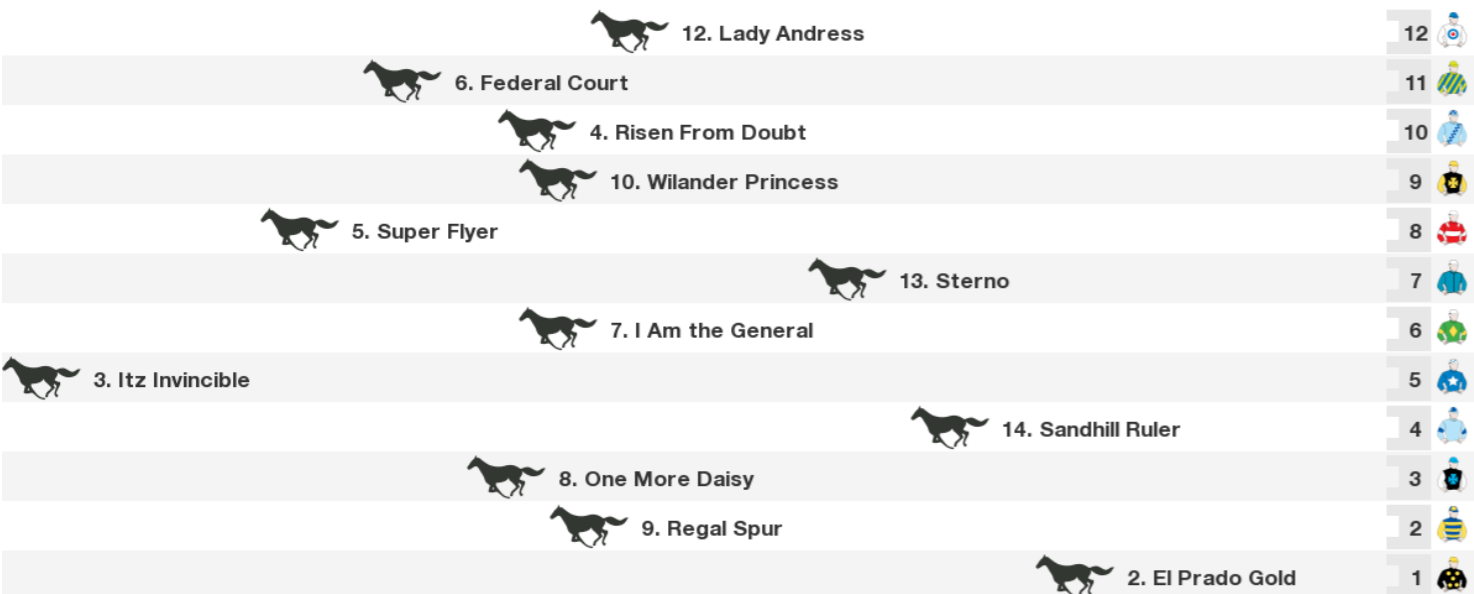 12. Lady Andress 12
6. Federal Court 11
4. Risen From Doubt 10
10. Wilander Princess 9
5. Super Flyer 8
13. Sterno 7
7. I Am the General 6
3. Itz Invincible 5
14. Sandhill Ruler 4
8. One More Daisy 3
9. Regal Spur 2
2. El Prado Gold 1